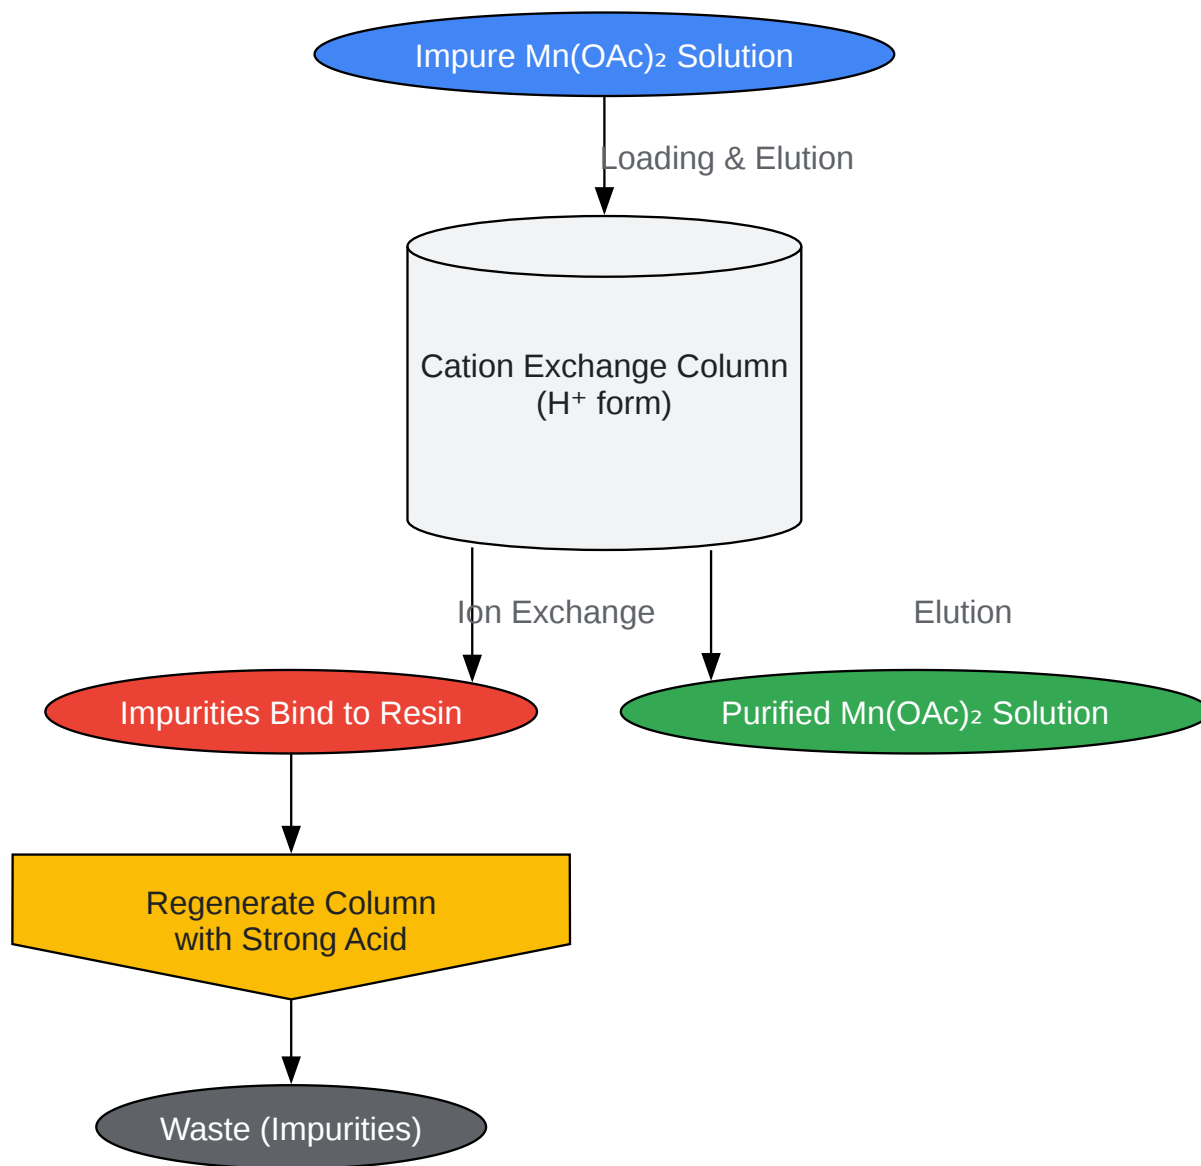 Impure Mn(OAc)₂ Solution
Loading & Elution
Cation Exchange Column
(H⁺ form)
Ion Exchange
Elution
Impurities Bind to Resin
Purified Mn(OAc)₂ Solution
Regenerate Column
with Strong Acid
Waste (Impurities)